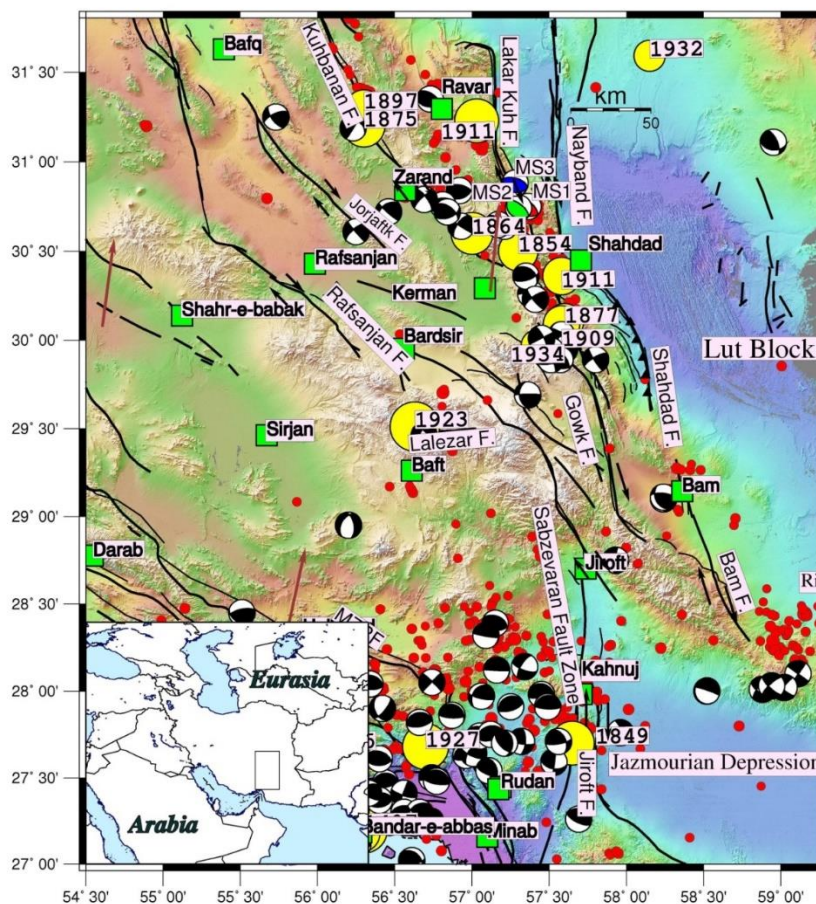 31° 30'
31° 00'
30° 30'
30° 00'
29° 30'
29° 00'
28° 30'
28° 00'
27° 30'
27° 00'
Bafq
Kuhbanan F.
Lakar Kuh F.
1932
km
0
50
Ravar
1897
1875
1911
Nayband F.
MS3
MS2
MS1
Zarand
Jorjafk F.
1864
1854
Shahdad
Rafsanjan
1911
Kerman
Shahr-e-babak
Rafsanjan F.
1877
Bardsir
1909
1934
Lut Block
Shahdad F.
1923
Lalezar F.
Sirjan
Gowk F.
Baft
Bam
Sabzevaran Fault Zone
Darab
Jiroft
Bam F.
Ri
Kahnuj
Eurasia
1927
1849
Jazmourian Depression
Rudan
Jiroft F.
Arabia
Bandar-e-abbas
Minab
54° 30'
55° 00'
55° 30'
56° 00'
56° 30'
57° 00'
57° 30'
58° 00'
58° 30'
59° 00'